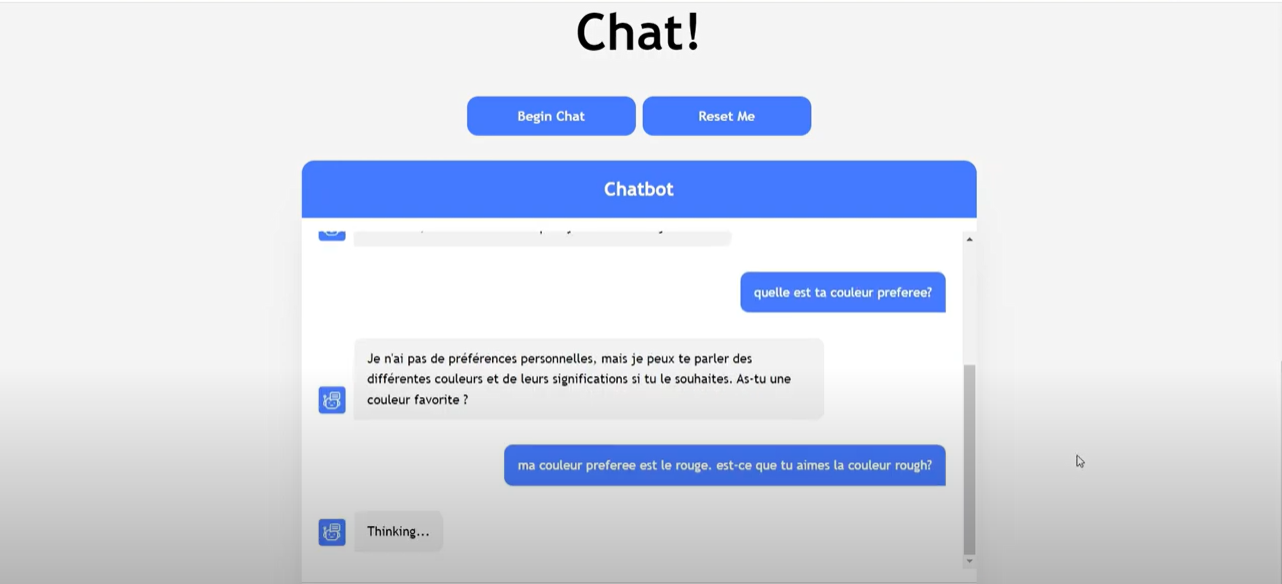 Chat!
Begin Chat
Reset Me
Chatbot
quelle est ta couleur preferee?
Je n'ai pas de préférences personnelles, mais je peux te parler des
différentes couleurs et de leurs significations si tu le souhaites. As-tu une
couleur favorite ?
ma couleur preferee est le rouge. est-ce que tu aimes la couleur rough?
Thinking...